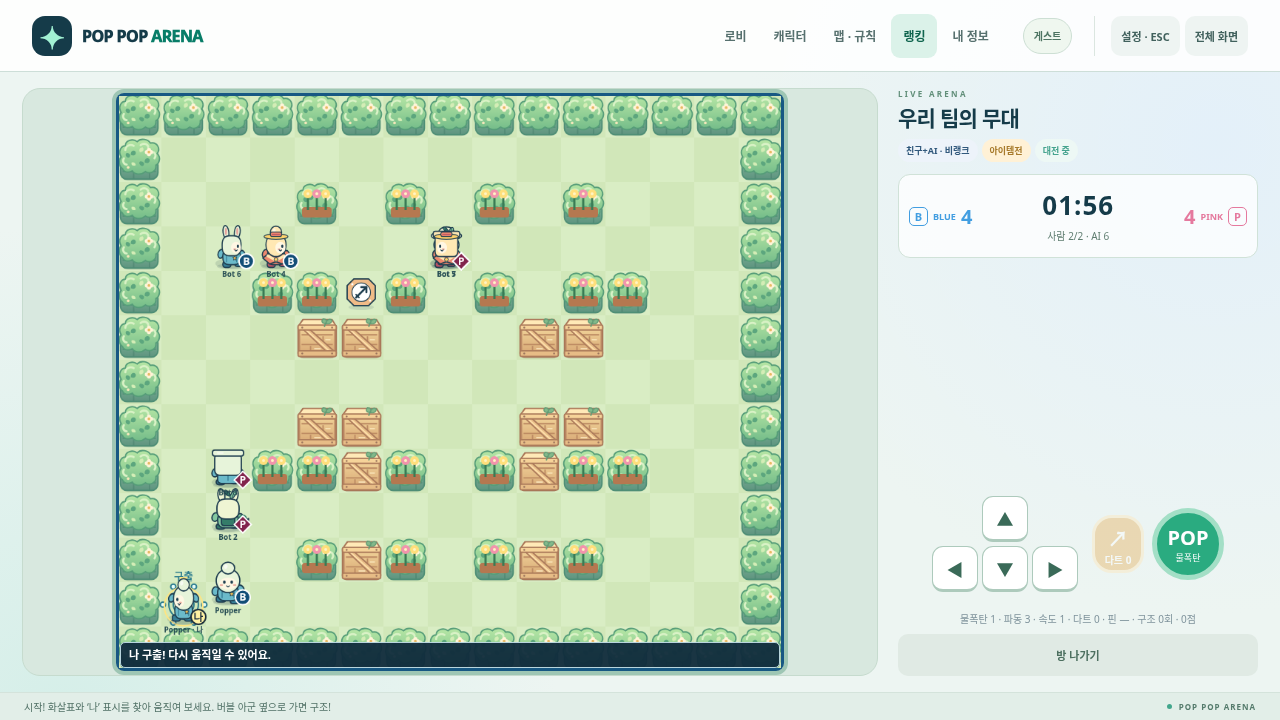 POP POP ARENA
로비
캐릭터
맵 · 규칙
랭킹
내 정보
게스트
설정 · ESC
전체 화면
LIVE ARENA
우리 팀의 무대
친구+AI · 비랭크
아이템전
대전 중
B BLUE 4
01:56
4 PINK P
사람 2/2 · AI 6
B
Bot 6
B
Bot 4
P
Bot 5
P
P
Bot 2
구출
B
Popper
나
Popper · 나
나 구출! 다시 움직일 수 있어요.
다트 0
POP
물폭탄
물폭탄 1 · 파동 3 · 속도 1 · 다트 0 · 핀 — · 구조 0회 · 0점
방 나가기
시작! 화살표와 ‘나’ 표시를 찾아 움직여 보세요. 버블 아군 옆으로 가면 구조!
POP POP ARENA